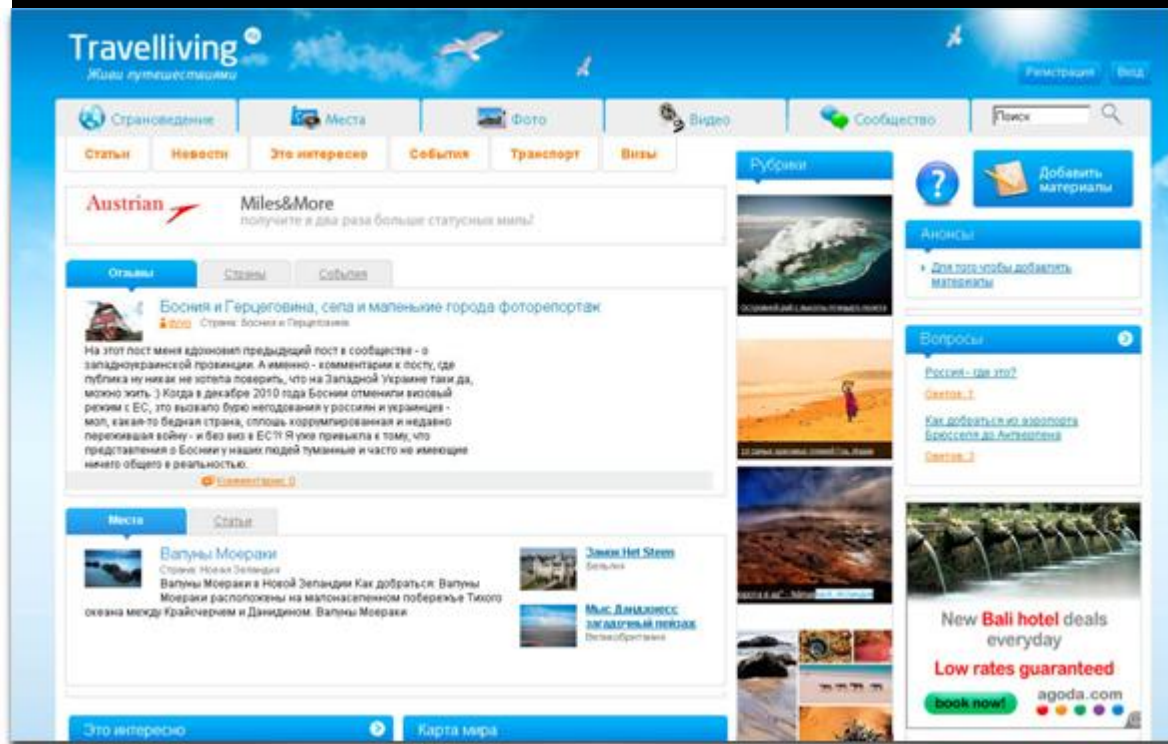 Travelliving
Живи путешествиями
Регистрация Вход
Страноведение Места Фото Видео Сообщество Поиск
Статьи Новости Это интересно События Транспорт Визы
Рубрики
Добавить
материалы
Austrian
Miles&More
получите в два раза больше статусных миль!
Анонсы
Для того чтобы добавлять
материалы
Отзывы Страны События
Босния и Герцеговина, села и маленькие города фоторепортаж
Страна: Босния и Герцеговина
На этот пост меня вдохновил предыдущий пост в сообществе - о
западноукраинской провинции. А именно - комментарии к посту, где
публика ну никак не хотела поверить, что на Западной Украине таки да,
можно жить :) Когда в декабре 2010 года Боснии отменили визовый
режим с ЕС, это вызвало бурю негодования у россиян и украинцев -
мол, какая-то бедная страна, сплошь коррумпированная и недавно
пережившая войну - и без виз в ЕС?! Я уже привыкла к тому, что
представления о Боснии у наших людей туманные и часто не имеющие
ничего общего в реальностью.
Комментарии: 0
Вопросы
Россия - где это?
Как добраться из аэропорта
Брюсселя до Антверпена
Места Статьи
Валуны Моераки
Страна: Новая Зеландия
Валуны Моераки в Новой Зеландии Как добраться: Валуны
Моераки расположены на малонаселенном побережье Тихого
океана между Крайсчерчем и Данидином. Валуны Моераки
Замок Het Steen
Бельгия
Мыс Данджнесс
загадочный пейзаж
Великобритания
New Bali hotel deals
everyday
Low rates guaranteed
book now!
agoda.com
Это интересно
Карта мира